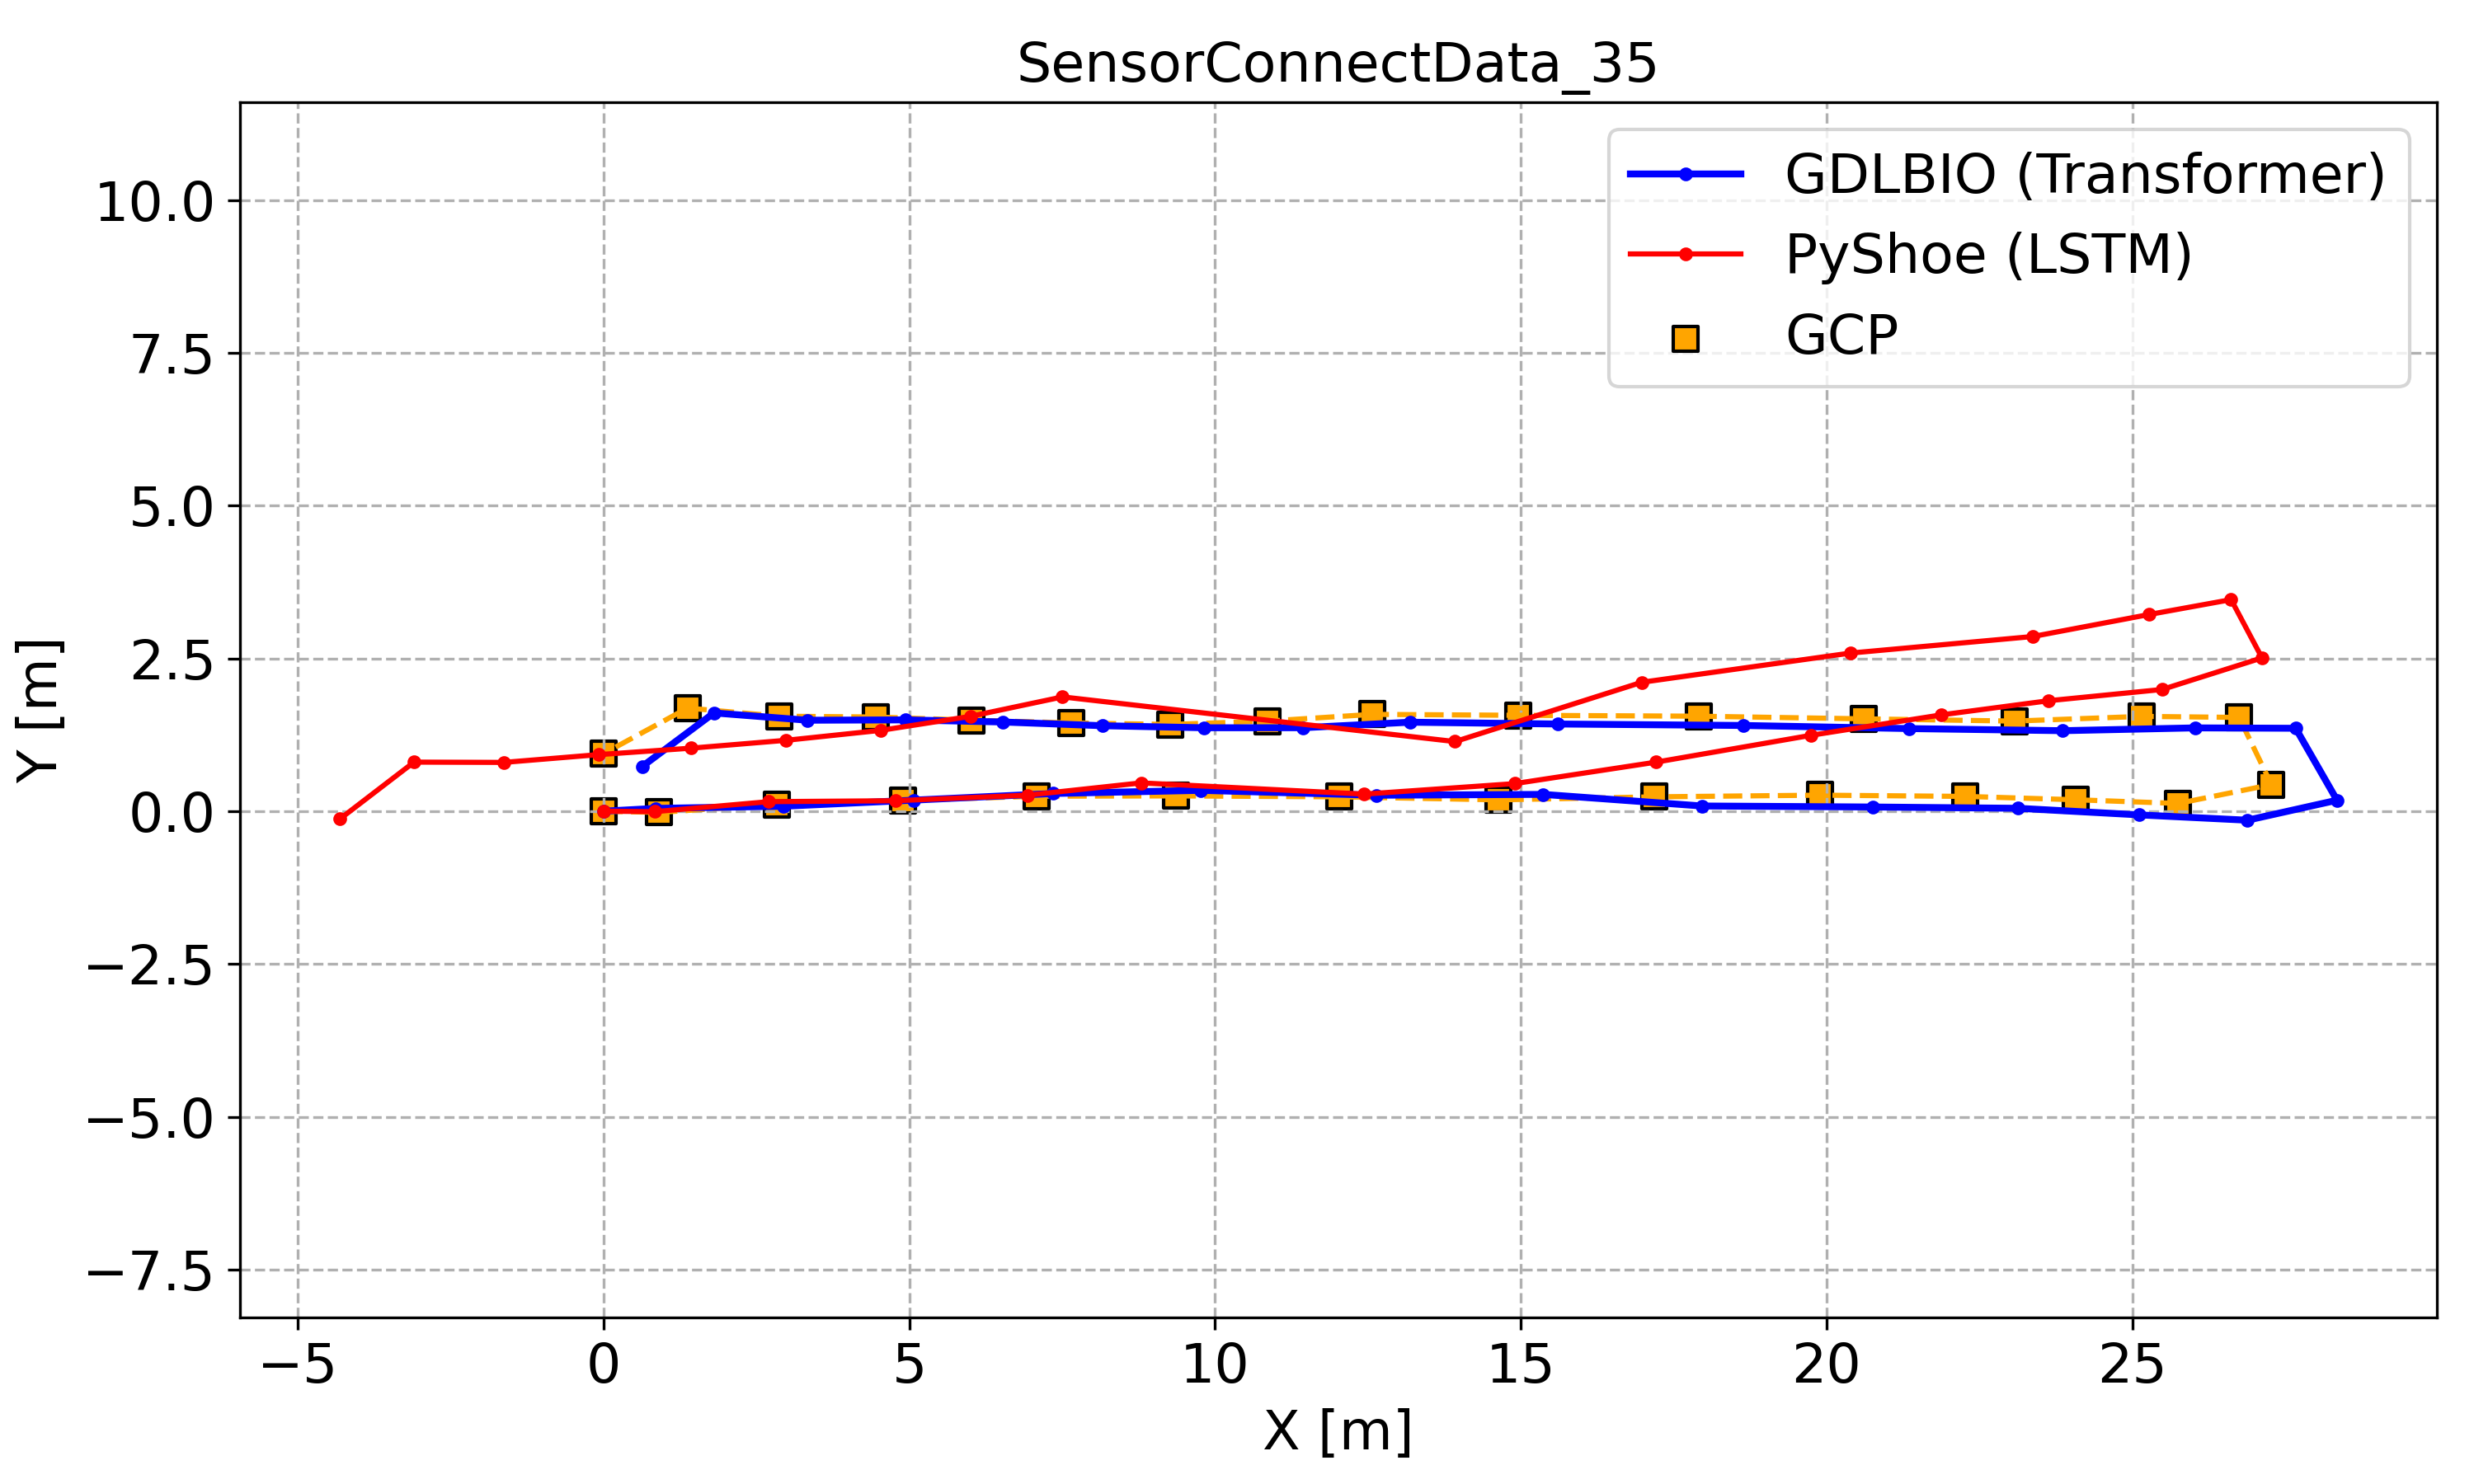 SensorConnectData_35
GDLBIO (Transformer)
PyShoe (LSTM)
GCP
10.0
7.5
5.0
2.5
0.0
−2.5
−5.0
−7.5
Y [m]
−5 0 5 10 15 20 25
X [m]